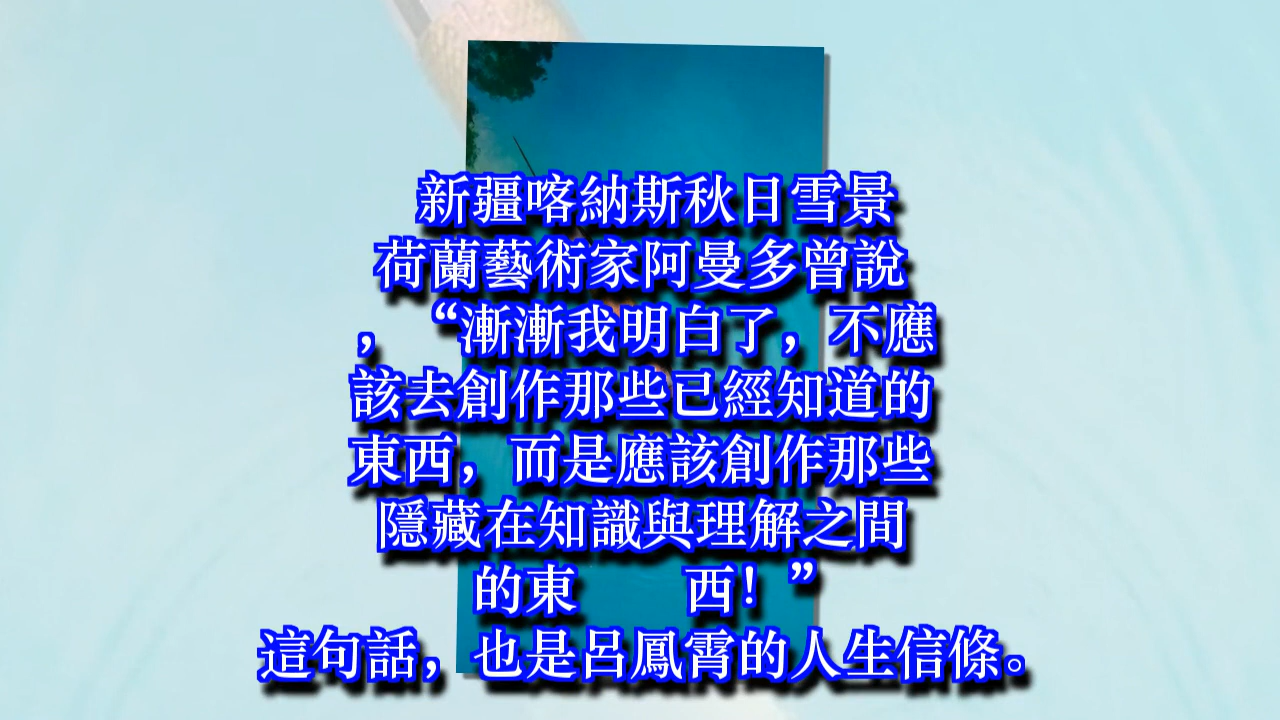 新疆喀納斯秋日雪景
荷蘭藝術家阿曼多曾說
，“漸漸我明白了，不應
該去創作那些已經知道的
東西，而是應該創作那些
隱藏在知識與理解之間
的東　　西！”
這句話，也是呂鳳霄的人生信條。